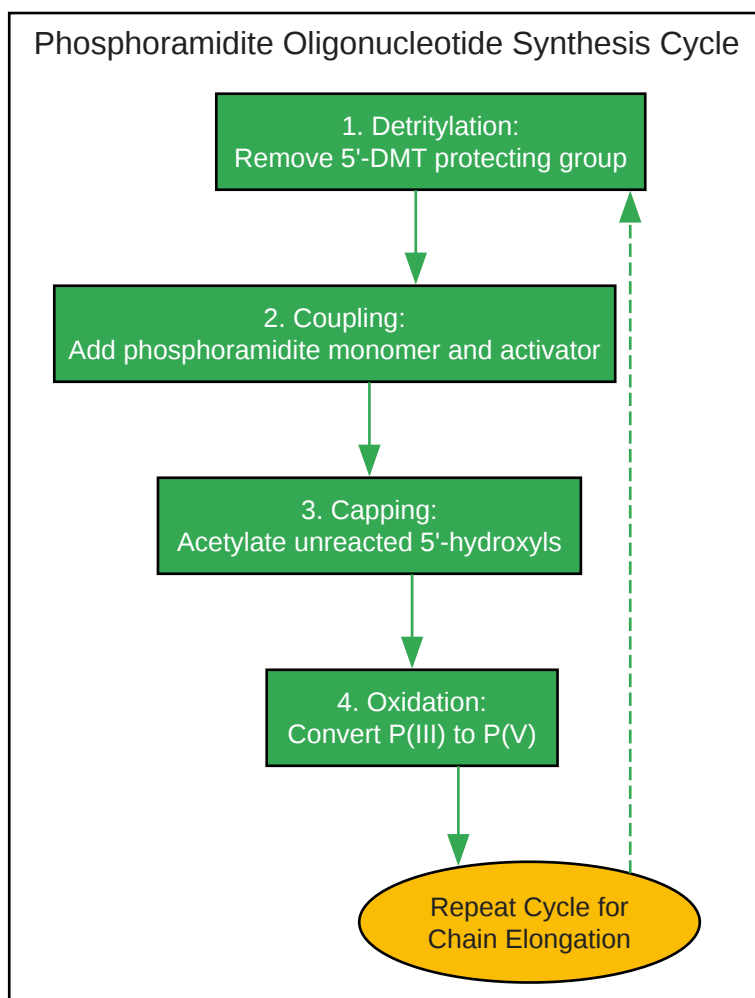 Phosphoramidite Oligonucleotide Synthesis Cycle
1. Detritylation:
Remove 5'-DMT protecting group
2. Coupling:
Add phosphoramidite monomer and activator
3. Capping:
Acetylate unreacted 5'-hydroxyls
4. Oxidation:
Convert P(III) to P(V)
Repeat Cycle for
Chain Elongation